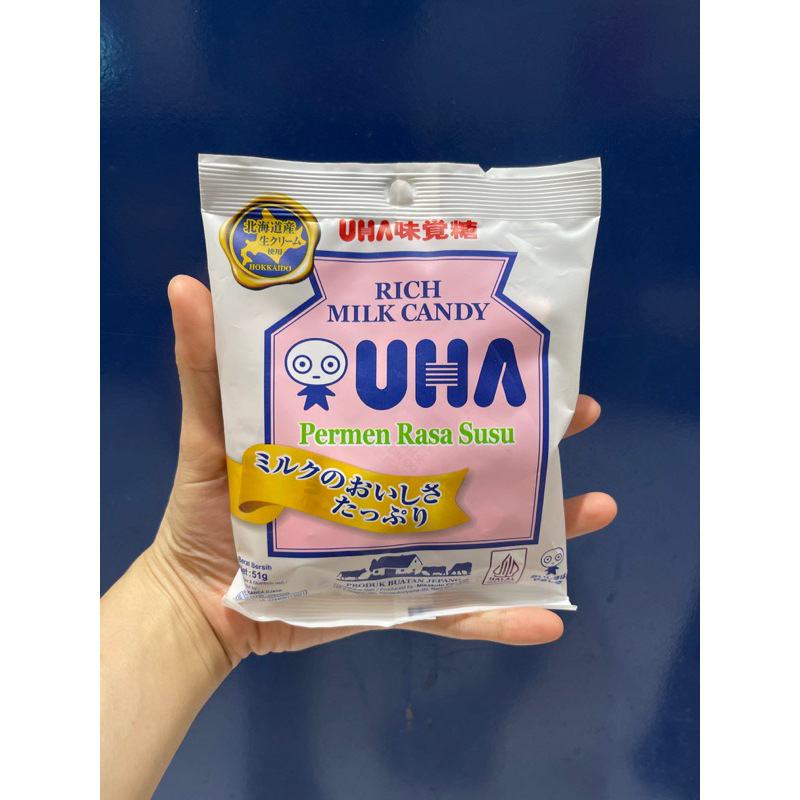 北海道産
生クリーム
使用
HOKKAIDO
UHA味覚糖
RICH
MILK CANDY
UHA
Permen Rasa Susu
ミルクのおいしさ
たっぷり
Berat Bersih
51g
PRODUK BUATAN JEPANG
HALAL